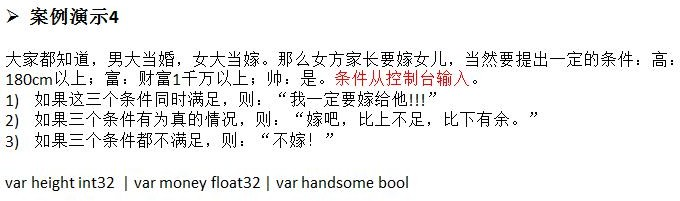 ➢ 案例演示4
大家都知道，男大当婚，女大当嫁。那么女方家长要嫁女儿，当然要提出一定的条件：高：
180cm以上；富：财富1千万以上；帅：是。条件从控制台输入。
1) 如果这三个条件同时满足，则：“我一定要嫁给他!!!”
2) 如果三个条件有为真的情况，则：“嫁吧，比上不足，比下有余。”
3) 如果三个条件都不满足，则：“不嫁！”
var height int32 | var money float32 | var handsome bool